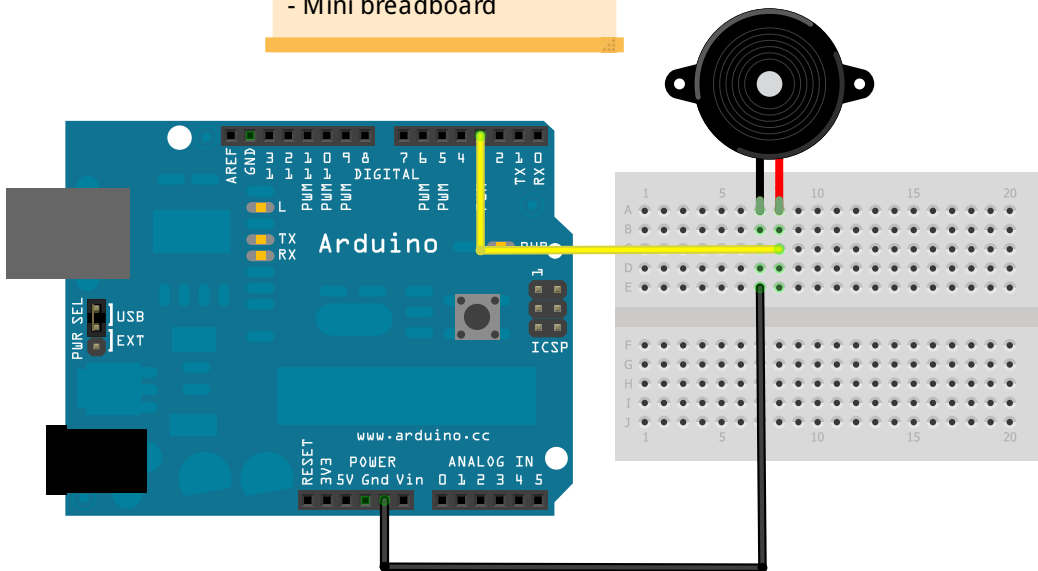 - Mini breadboard
AREF
GND
13
12
11
10
9
8
7
6
5
4
2
1
0
DIGITAL
PWM
PWM
PWM
PWM
PWM
TX
RX
L
TX
RX
Arduino
1
ICSP
PWR SEL
USB
EXT
www.arduino.cc
RESET
3V3
5V Gnd Vin
POWER
ANALOG IN
0 1 2 3 4 5
1 5 10 15 20
A
B
D
E
F
G
H
I
J
1 5 10 15 20